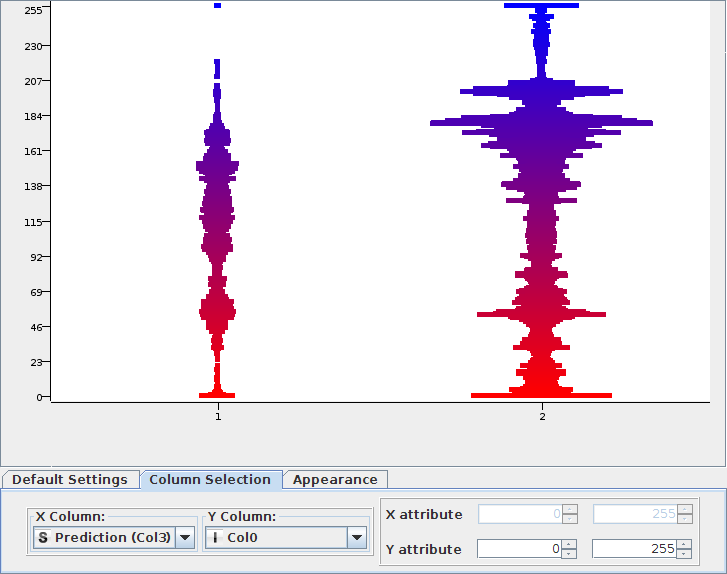 255
230
207
184
161
138
115
92
69
46
23
0
1 2
Default Settings Column Selection Appearance
X Column: Y Column:
S Prediction (Col3) I Col0
X attribute 0 255
Y attribute 0 255